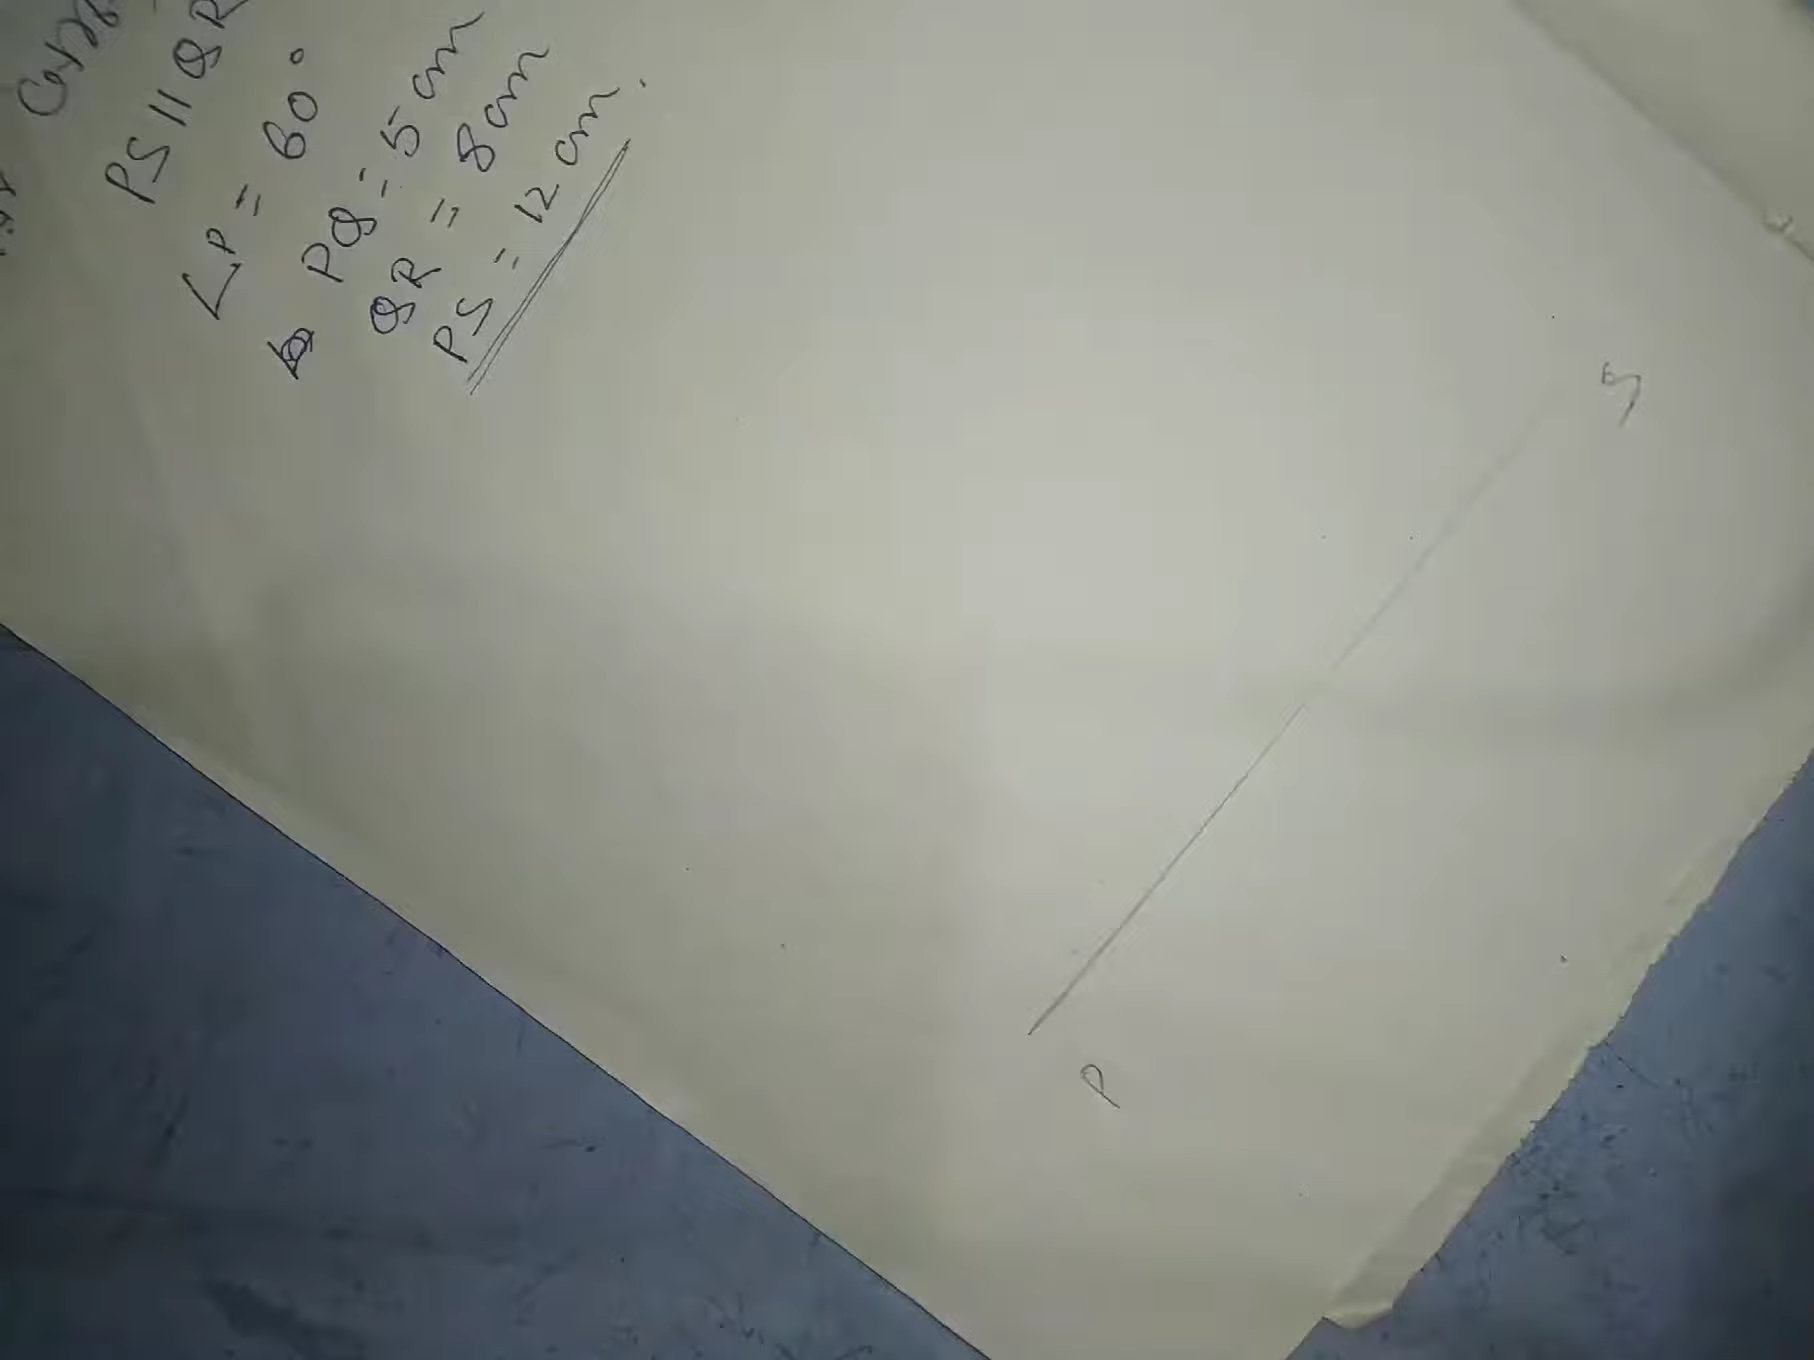 PS || QR
∠P = 60°
PQ = 5 cm
QR = 8 cm
PS = 12 cm.
S
P